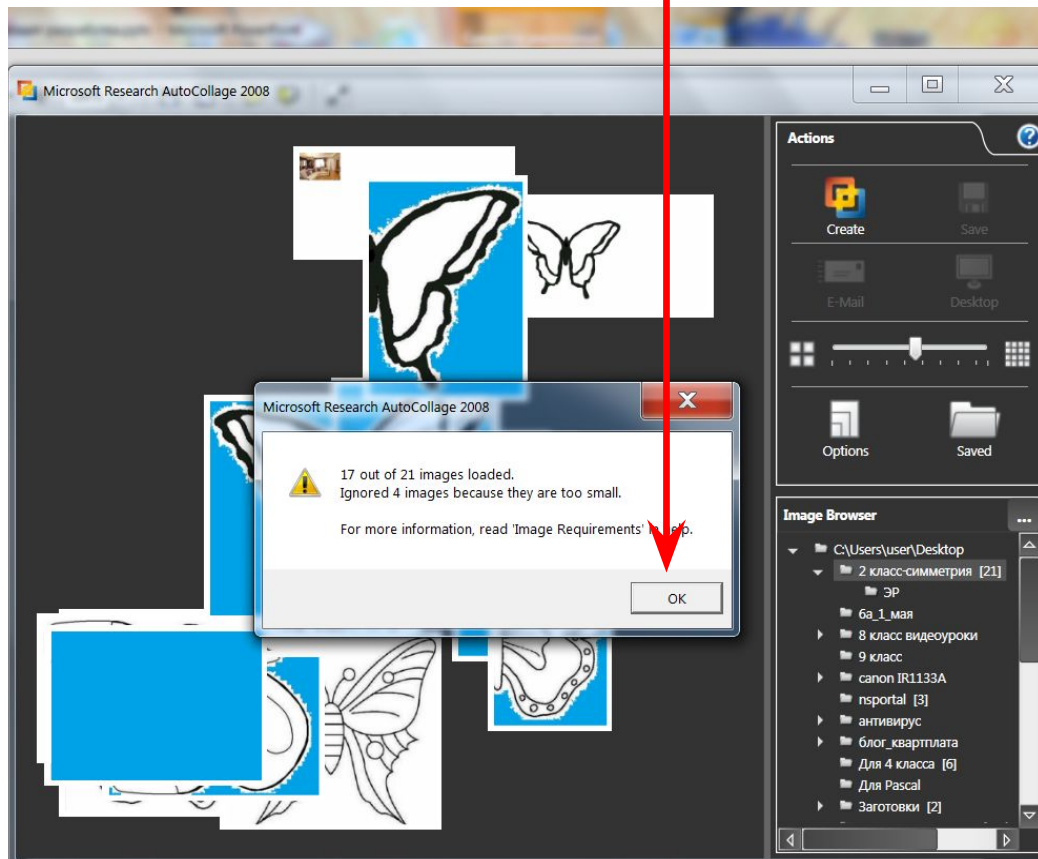 Microsoft Research AutoCollage 2008
Actions
Create
Save
E-Mail
Desktop
Options
Saved
Microsoft Research AutoCollage 2008
17 out of 21 images loaded.
Ignored 4 images because they are too small.
For more information, read 'Image Requirements' in help.
OK
Image Browser
...
C:\Users\user\Desktop
2 класс-симметрия [21]
ЭР
6а_1_мая
8 класс видеоуроки
9 класс
canon IR1133A
nsportal [3]
антивирус
блог_квартплата
Для 4 класса [6]
Для Pascal
Заготовки [2]